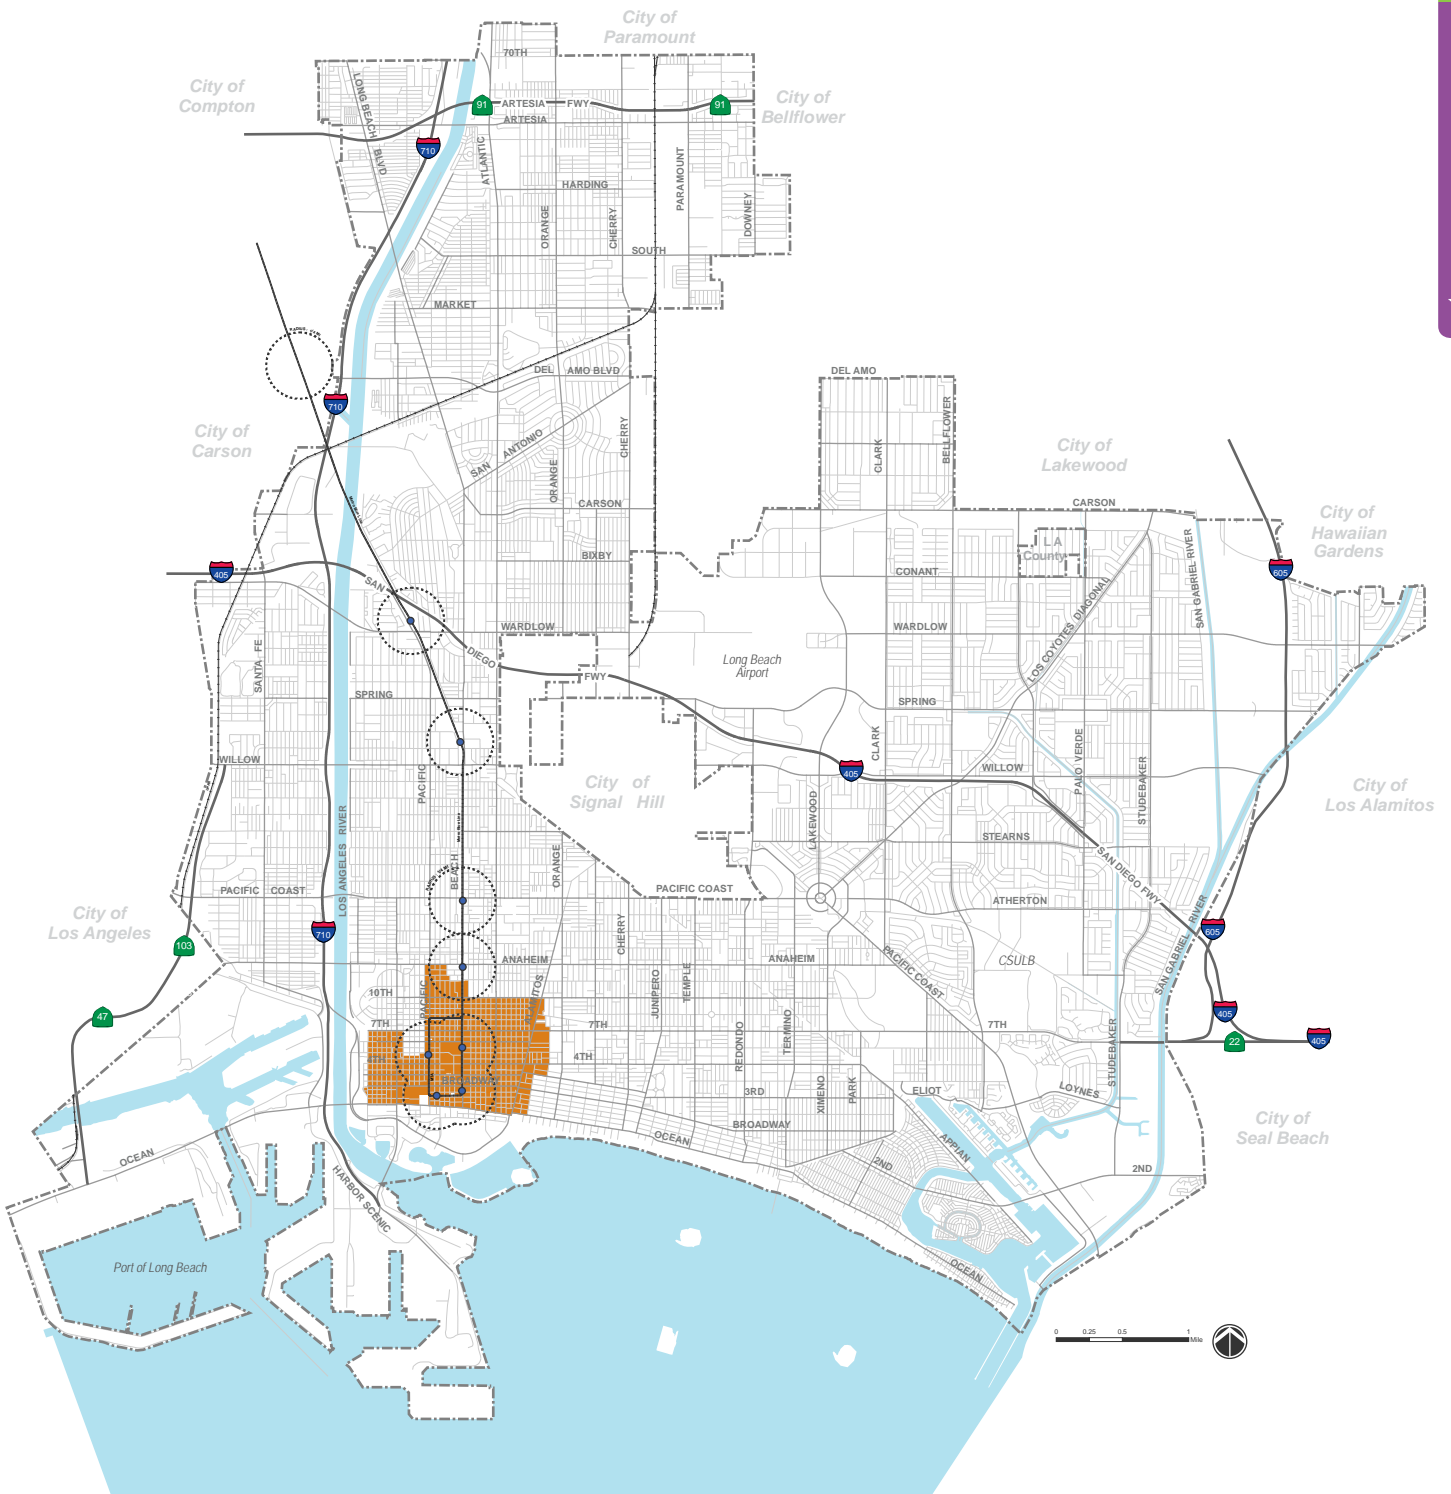 City of
Paramount
City of
Compton
City of
Bellflower
70TH
LONG BEACH BLVD
91
ARTESIA FWY
91
ARTESIA
710
ATLANTIC
PARAMOUNT
HARDING
ORANGE
CHERRY
DOWNEY
SOUTH
MARKET
DEL AMO BLVD
DEL AMO
710
City of
Carson
SAN ANTONIO
CHERRY
CLARK
BELLFLOWER
City of
Lakewood
ORANGE
CARSON
CARSON
City of
Hawaiian
Gardens
L A
County
BIXBY
CONANT
SAN GABRIEL RIVER
405
605
SAN DIEGO FWY
WARDLOW
WARDLOW
LOS COYOTES DIAGONAL
SANTA FE
Long Beach
Airport
SPRING
SPRING
WILLOW
PACIFIC
CLARK
405
WILLOW
PALO VERDE
STUDEBAKER
City of
Signal Hill
City of
Los Alamitos
LAKEWOOD
LOS ANGELES RIVER
STEARNS
SAN DIEGO FWY
BEACH
ORANGE
PACIFIC COAST
PACIFIC COAST
ATHERTON
City of
Los Angeles
103
710
CHERRY
605
SAN GABRIEL RIVER
ANAHEIM
ANAHEIM
PACIFIC COAST
CSULB
JUNIPERO
TEMPLE
10TH
PACIFIC
47
7TH
7TH
7TH
REDONDO
TERMINO
405
22
405
4TH
STUDEBAKER
BROADWAY
3RD
XIMENO
PARK
ELIOT
LOYNES
BROADWAY
City of
Seal Beach
OCEAN
OCEAN
APPIAN
2ND
2ND
HARBOR SCENIC
Port of Long Beach
OCEAN
0 0.25 0.5 1
Mile